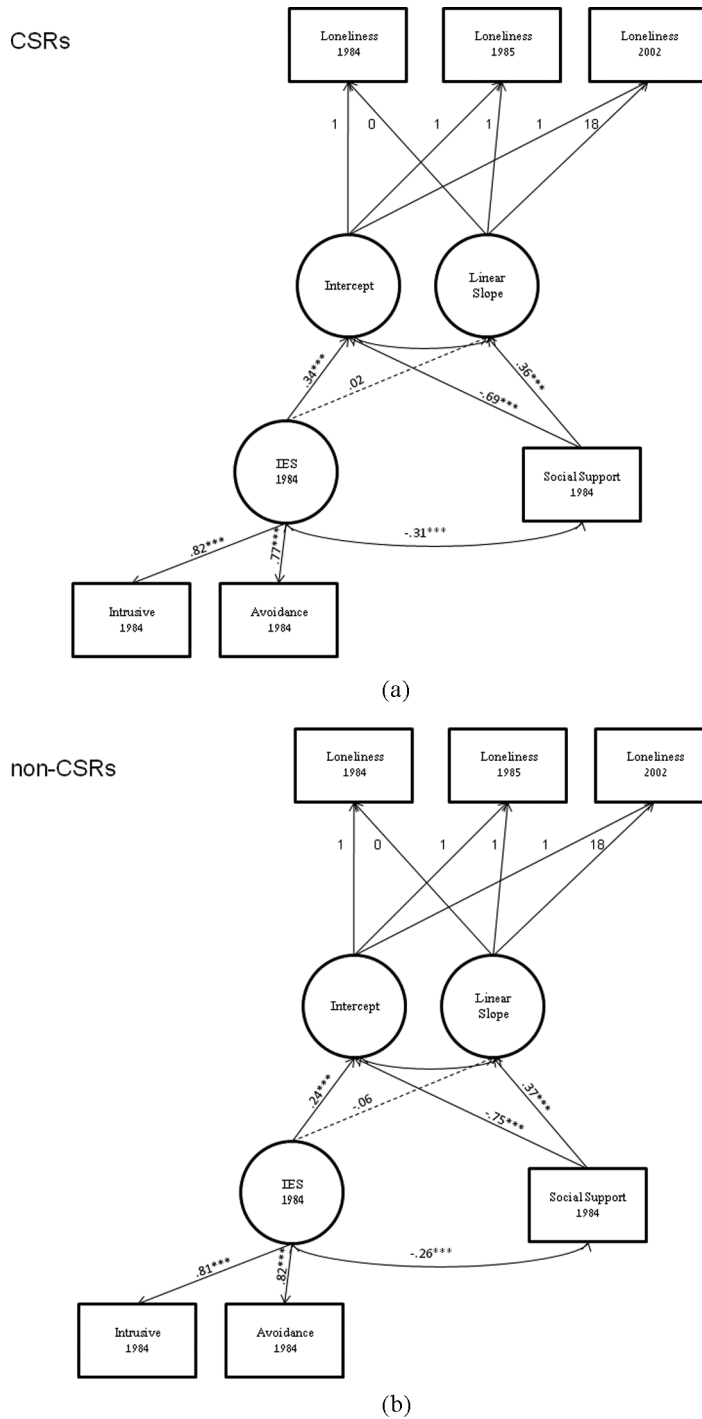 CSRs
Loneliness
1984
Loneliness
1985
Loneliness
2002
1
0
1
1
1
18
Intercept
Linear
Slope
.34***
.02
-.69***
.36***
IES
1984
Social Support
1984
.82***
.77***
-.31***
Intrusive
1984
Avoidance
1984
(a)
non-CSRs
Loneliness
1984
Loneliness
1985
Loneliness
2002
1
0
1
1
1
18
Intercept
Linear
Slope
.24***
-.06
-.75***
.37***
IES
1984
Social Support
1984
.81***
.82***
-.26***
Intrusive
1984
Avoidance
1984
(b)